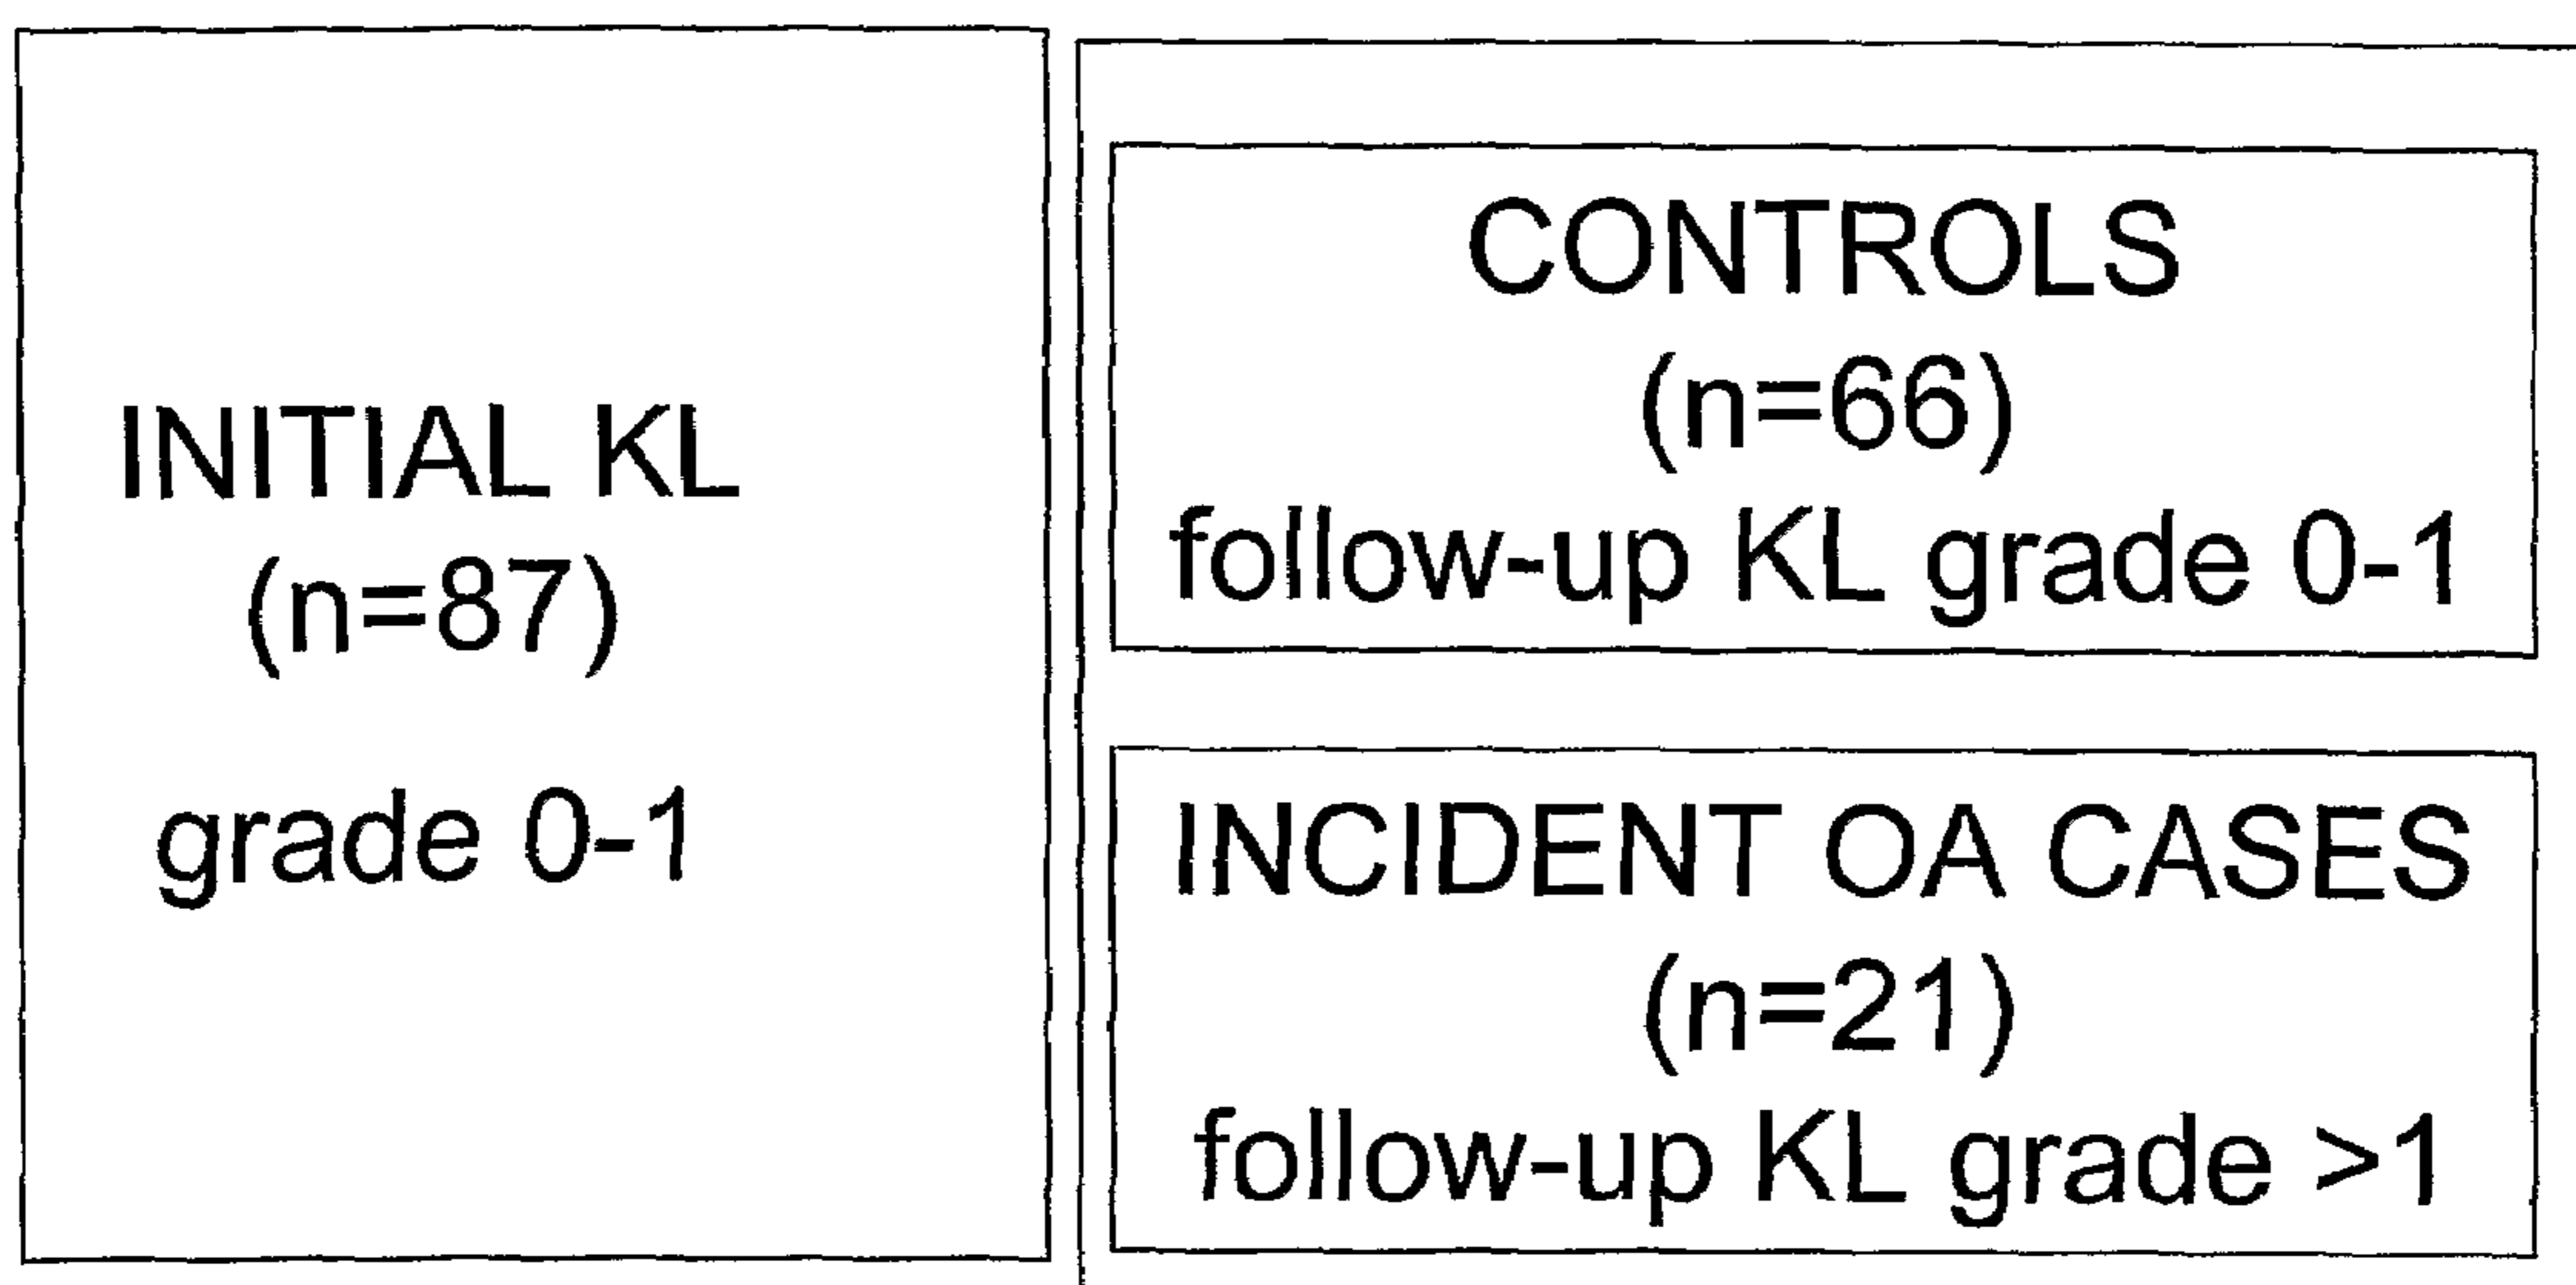 INITIAL KL
(n=87)
grade 0-1
CONTROLS
(n=66)
follow-up KL grade 0-1
INCIDENT OA CASES
(n=21)
follow-up KL grade >1